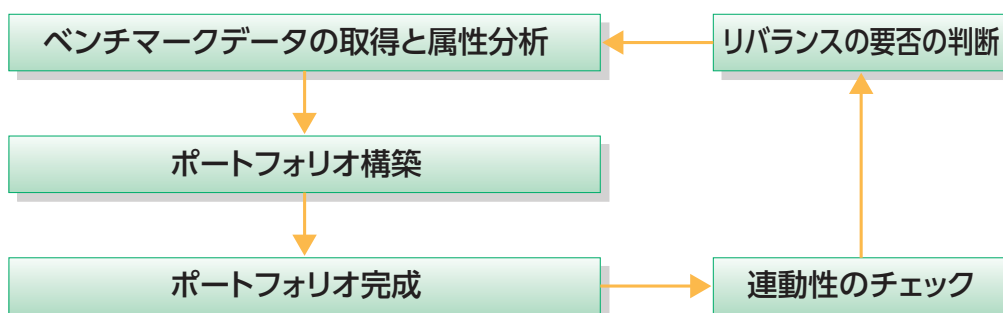 ベンチマークデータの取得と属性分析
リバランスの要否の判断
ポートフォリオ構築
ポートフォリオ完成
連動性のチェック